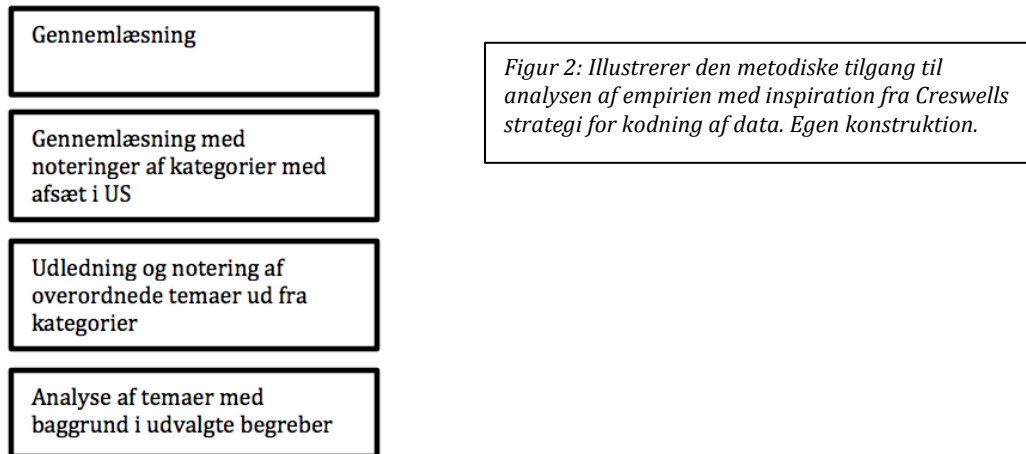 Gennemlæsning
Gennemlæsning med
noteringer af kategorier med
afsæt i US
Udledning og notering af
overordnede temaer ud fra
kategorier
Analyse af temaer med
baggrund i udvalgte begreber
Figur 2: Illustrerer den metodiske tilgang til
analysen af empirien med inspiration fra Creswells
strategi for kodning af data. Egen konstruktion.